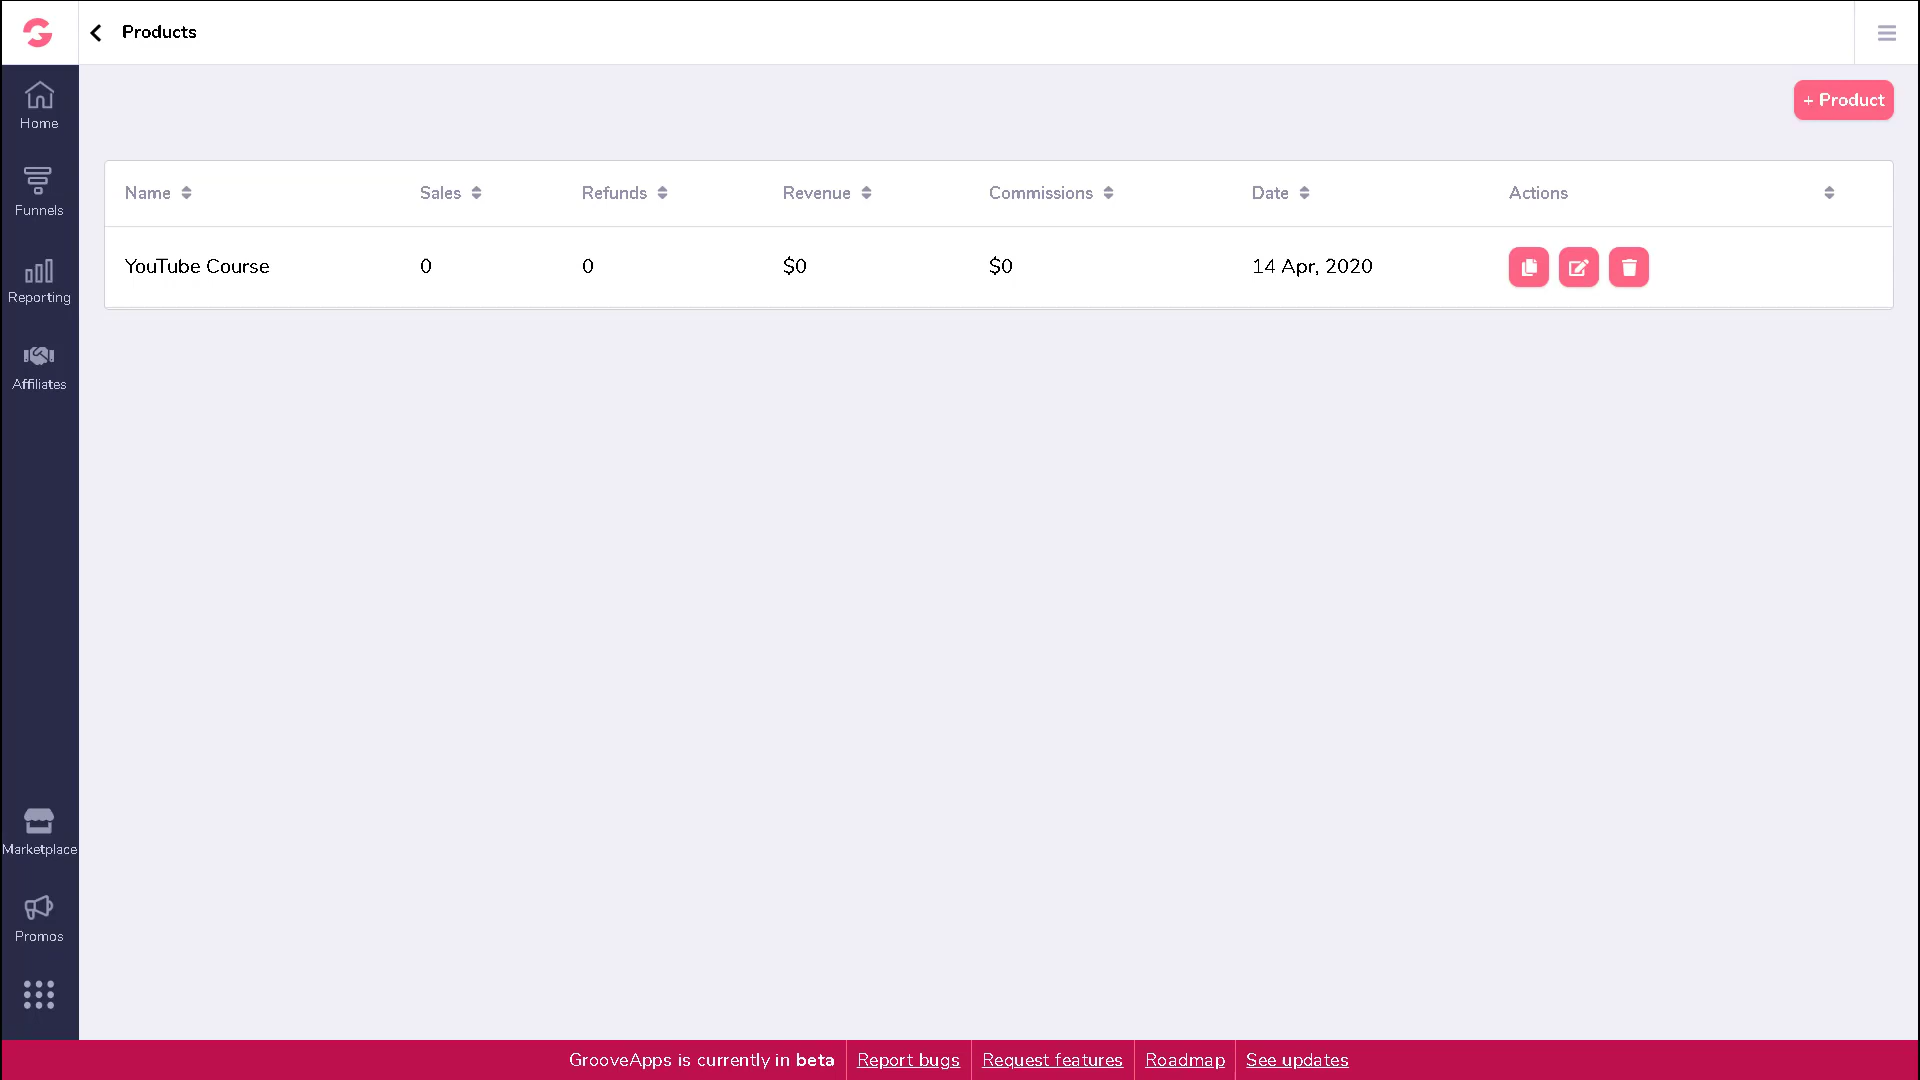 Products
Home
Funnels
Reporting
Affiliates
Marketplace
Promos
+ Product
Name Sales Refunds Revenue Commissions Date Actions
YouTube Course 0 0 $0 $0 14 Apr, 2020
GrooveApps is currently in beta Report bugs Request features Roadmap See updates